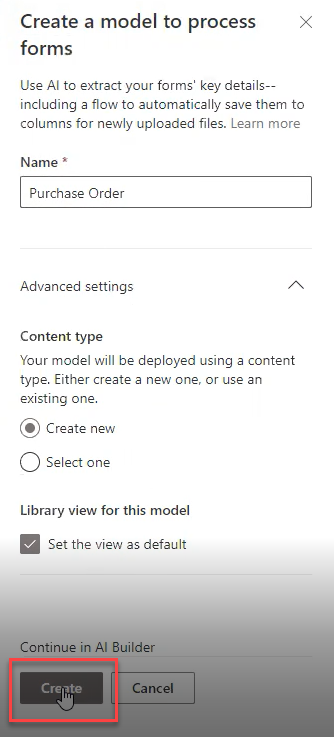 Create a model to process
forms
Use AI to extract your forms' key details--
including a flow to automatically save them to
columns for newly uploaded files. Learn more
Name *
Purchase Order
Advanced settings
Content type
Your model will be deployed using a content
type. Either create a new one, or use an
existing one.
Create new
Select one
Library view for this model
Set the view as default
Continue in AI Builder
Create
Cancel